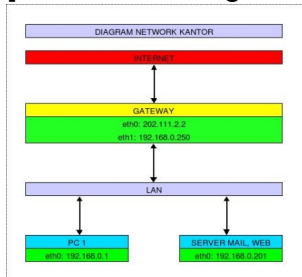 DIAGRAM NETWORK KANTOR
INTERNET
GATEWAY
eth0: 202.111.2.2
eth1: 192.168.0.250
LAN
PC 1
eth0: 192.168.0.1
SERVER MAIL, WEB
eth0: 192.168.0.201